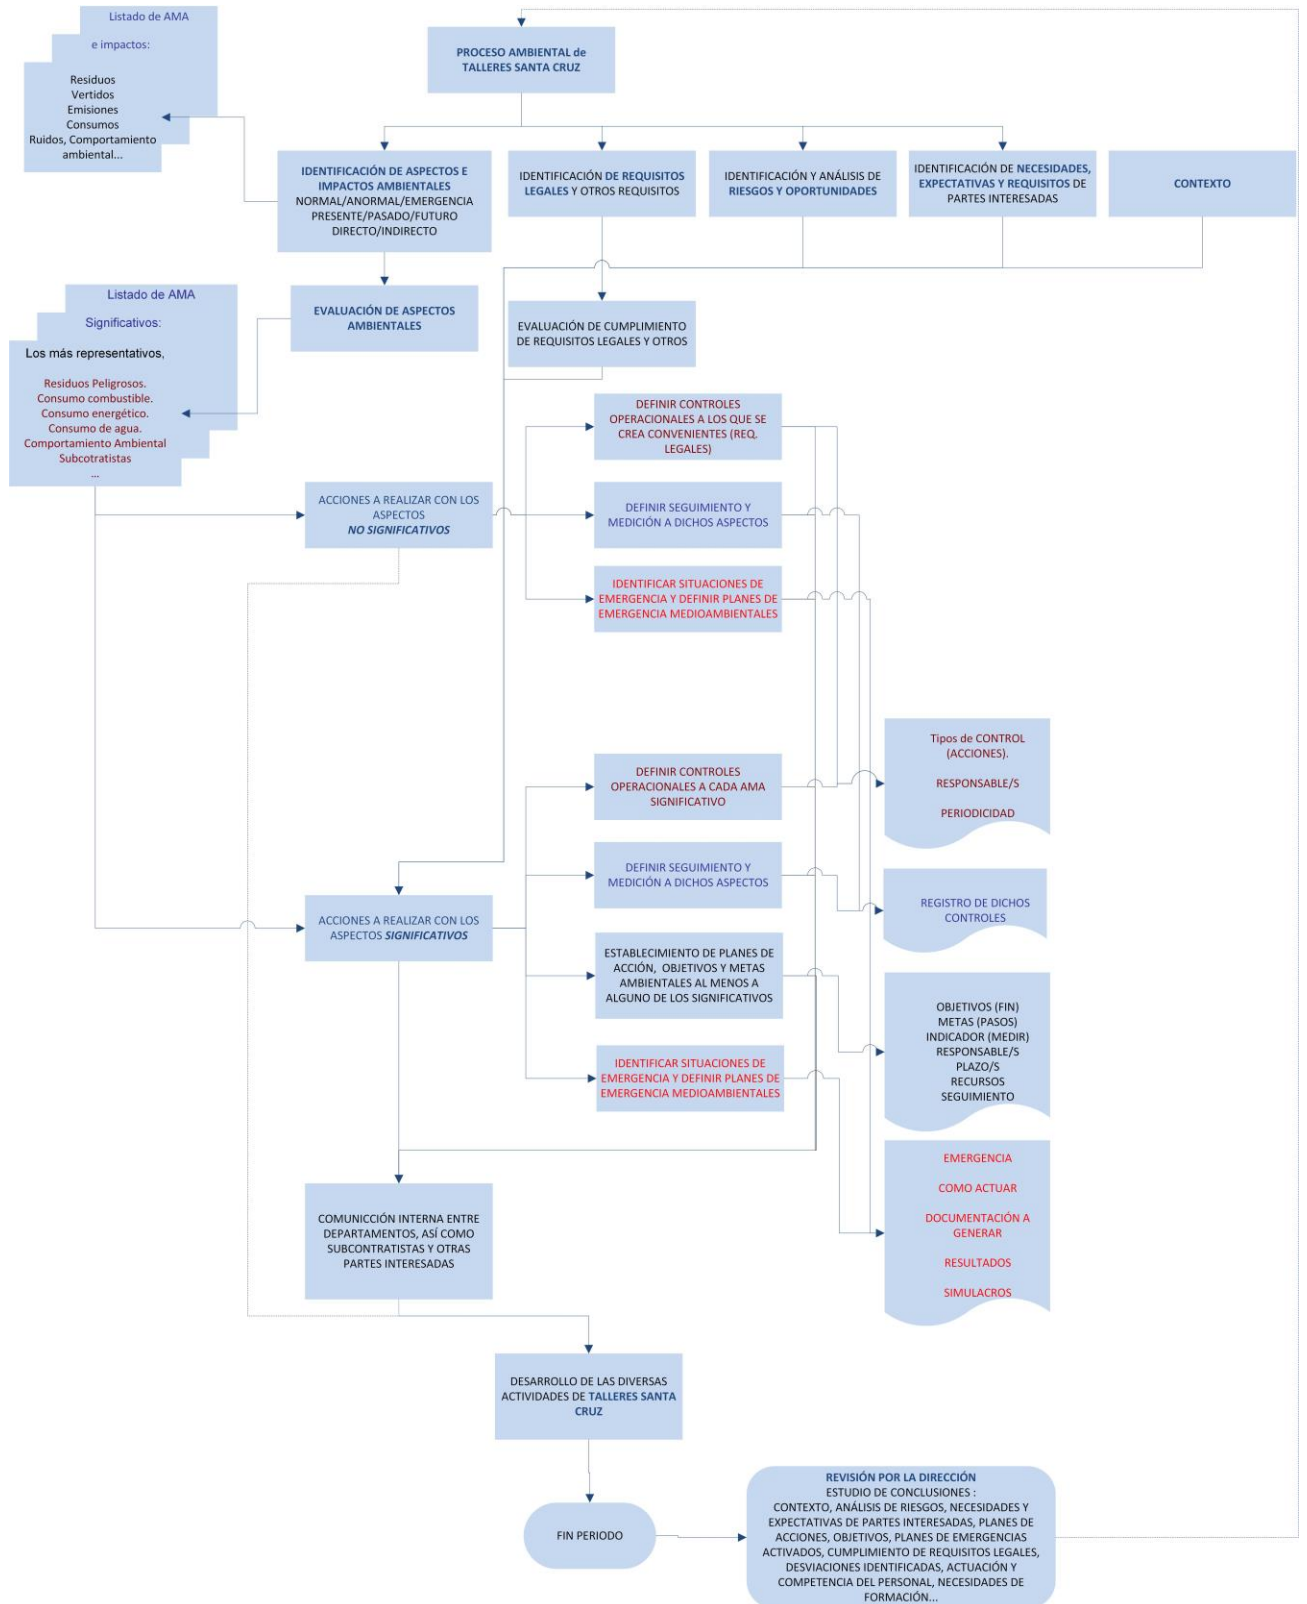 Listado de AMA
e impactos:
Residuos
Vertidos
Emisiones
Consumos
Ruidos, Comportamiento
ambiental...
PROCESO AMBIENTAL de
TALLERES SANTA CRUZ
IDENTIFICACIÓN DE ASPECTOS E
IMPACTOS AMBIENTALES
NORMAL/ANORMAL/EMERGENCIA
PRESENTE/PASADO/FUTURO
DIRECTO/INDIRECTO
IDENTIFICACIÓN DE REQUISITOS
LEGALES Y OTROS REQUISITOS
IDENTIFICACIÓN Y ANÁLISIS DE
RIESGOS Y OPORTUNIDADES
IDENTIFICACIÓN DE NECESIDADES,
EXPECTATIVAS Y REQUISITOS DE
PARTES INTERESADAS
CONTEXTO
Listado de AMA
Significativos:
Los más representativos,
Residuos Peligrosos.
Consumo combustible.
Consumo energético.
Consumo de agua.
Comportamiento Ambiental
Subcotratistas
...
EVALUACIÓN DE ASPECTOS
AMBIENTALES
EVALUACIÓN DE CUMPLIMIENTO
DE REQUISITOS LEGALES Y OTROS
DEFINIR CONTROLES
OPERACIONALES A LOS QUE SE
CREA CONVENIENTES (REQ.
LEGALES)
ACCIONES A REALIZAR CON LOS
ASPECTOS
NO SIGNIFICATIVOS
DEFINIR SEGUIMIENTO Y
MEDICIÓN A DICHOS ASPECTOS
IDENTIFICAR SITUACIONES DE
EMERGENCIA Y DEFINIR PLANES DE
EMERGENCIA MEDIOAMBIENTALES
DEFINIR CONTROLES
OPERACIONALES A CADA AMA
SIGNIFICATIVO
Tipos de CONTROL
(ACCIONES).
RESPONSABLE/S
PERIODICIDAD
DEFINIR SEGUIMIENTO Y
MEDICIÓN A DICHOS ASPECTOS
REGISTRO DE DICHOS
CONTROLES
ACCIONES A REALIZAR CON LOS
ASPECTOS SIGNIFICATIVOS
ESTABLECIMIENTO DE PLANES DE
ACCIÓN, OBJETIVOS Y METAS
AMBIENTALES AL MENOS A
ALGUNO DE LOS SIGNIFICATIVOS
OBJETIVOS (FIN)
METAS (PASOS)
INDICADOR (MEDIR)
RESPONSABLE/S
PLAZO/S
RECURSOS
SEGUIMIENTO
IDENTIFICAR SITUACIONES DE
EMERGENCIA Y DEFINIR PLANES DE
EMERGENCIA MEDIOAMBIENTALES
EMERGENCIA
COMO ACTUAR
DOCUMENTACIÓN A
GENERAR
RESULTADOS
SIMULACROS
COMUNICCIÓN INTERNA ENTRE
DEPARTAMENTOS, ASÍ COMO
SUBCONTRATISTAS Y OTRAS
PARTES INTERESADAS
DESARROLLO DE LAS DIVERSAS
ACTIVIDADES DE TALLERES SANTA
CRUZ
FIN PERIODO
REVISIÓN POR LA DIRECCIÓN
ESTUDIO DE CONCLUSIONES :
CONTEXTO, ANÁLISIS DE RIESGOS, NECESIDADES Y
EXPECTATIVAS DE PARTES INTERESADAS, PLANES DE
ACCIONES, OBJETIVOS, PLANES DE EMERGENCIAS
ACTIVADOS, CUMPLIMIENTO DE REQUISITOS LEGALES,
DESVIACIONES IDENTIFICADAS, ACTUACIÓN Y
COMPETENCIA DEL PERSONAL, NECESIDADES DE
FORMACIÓN...